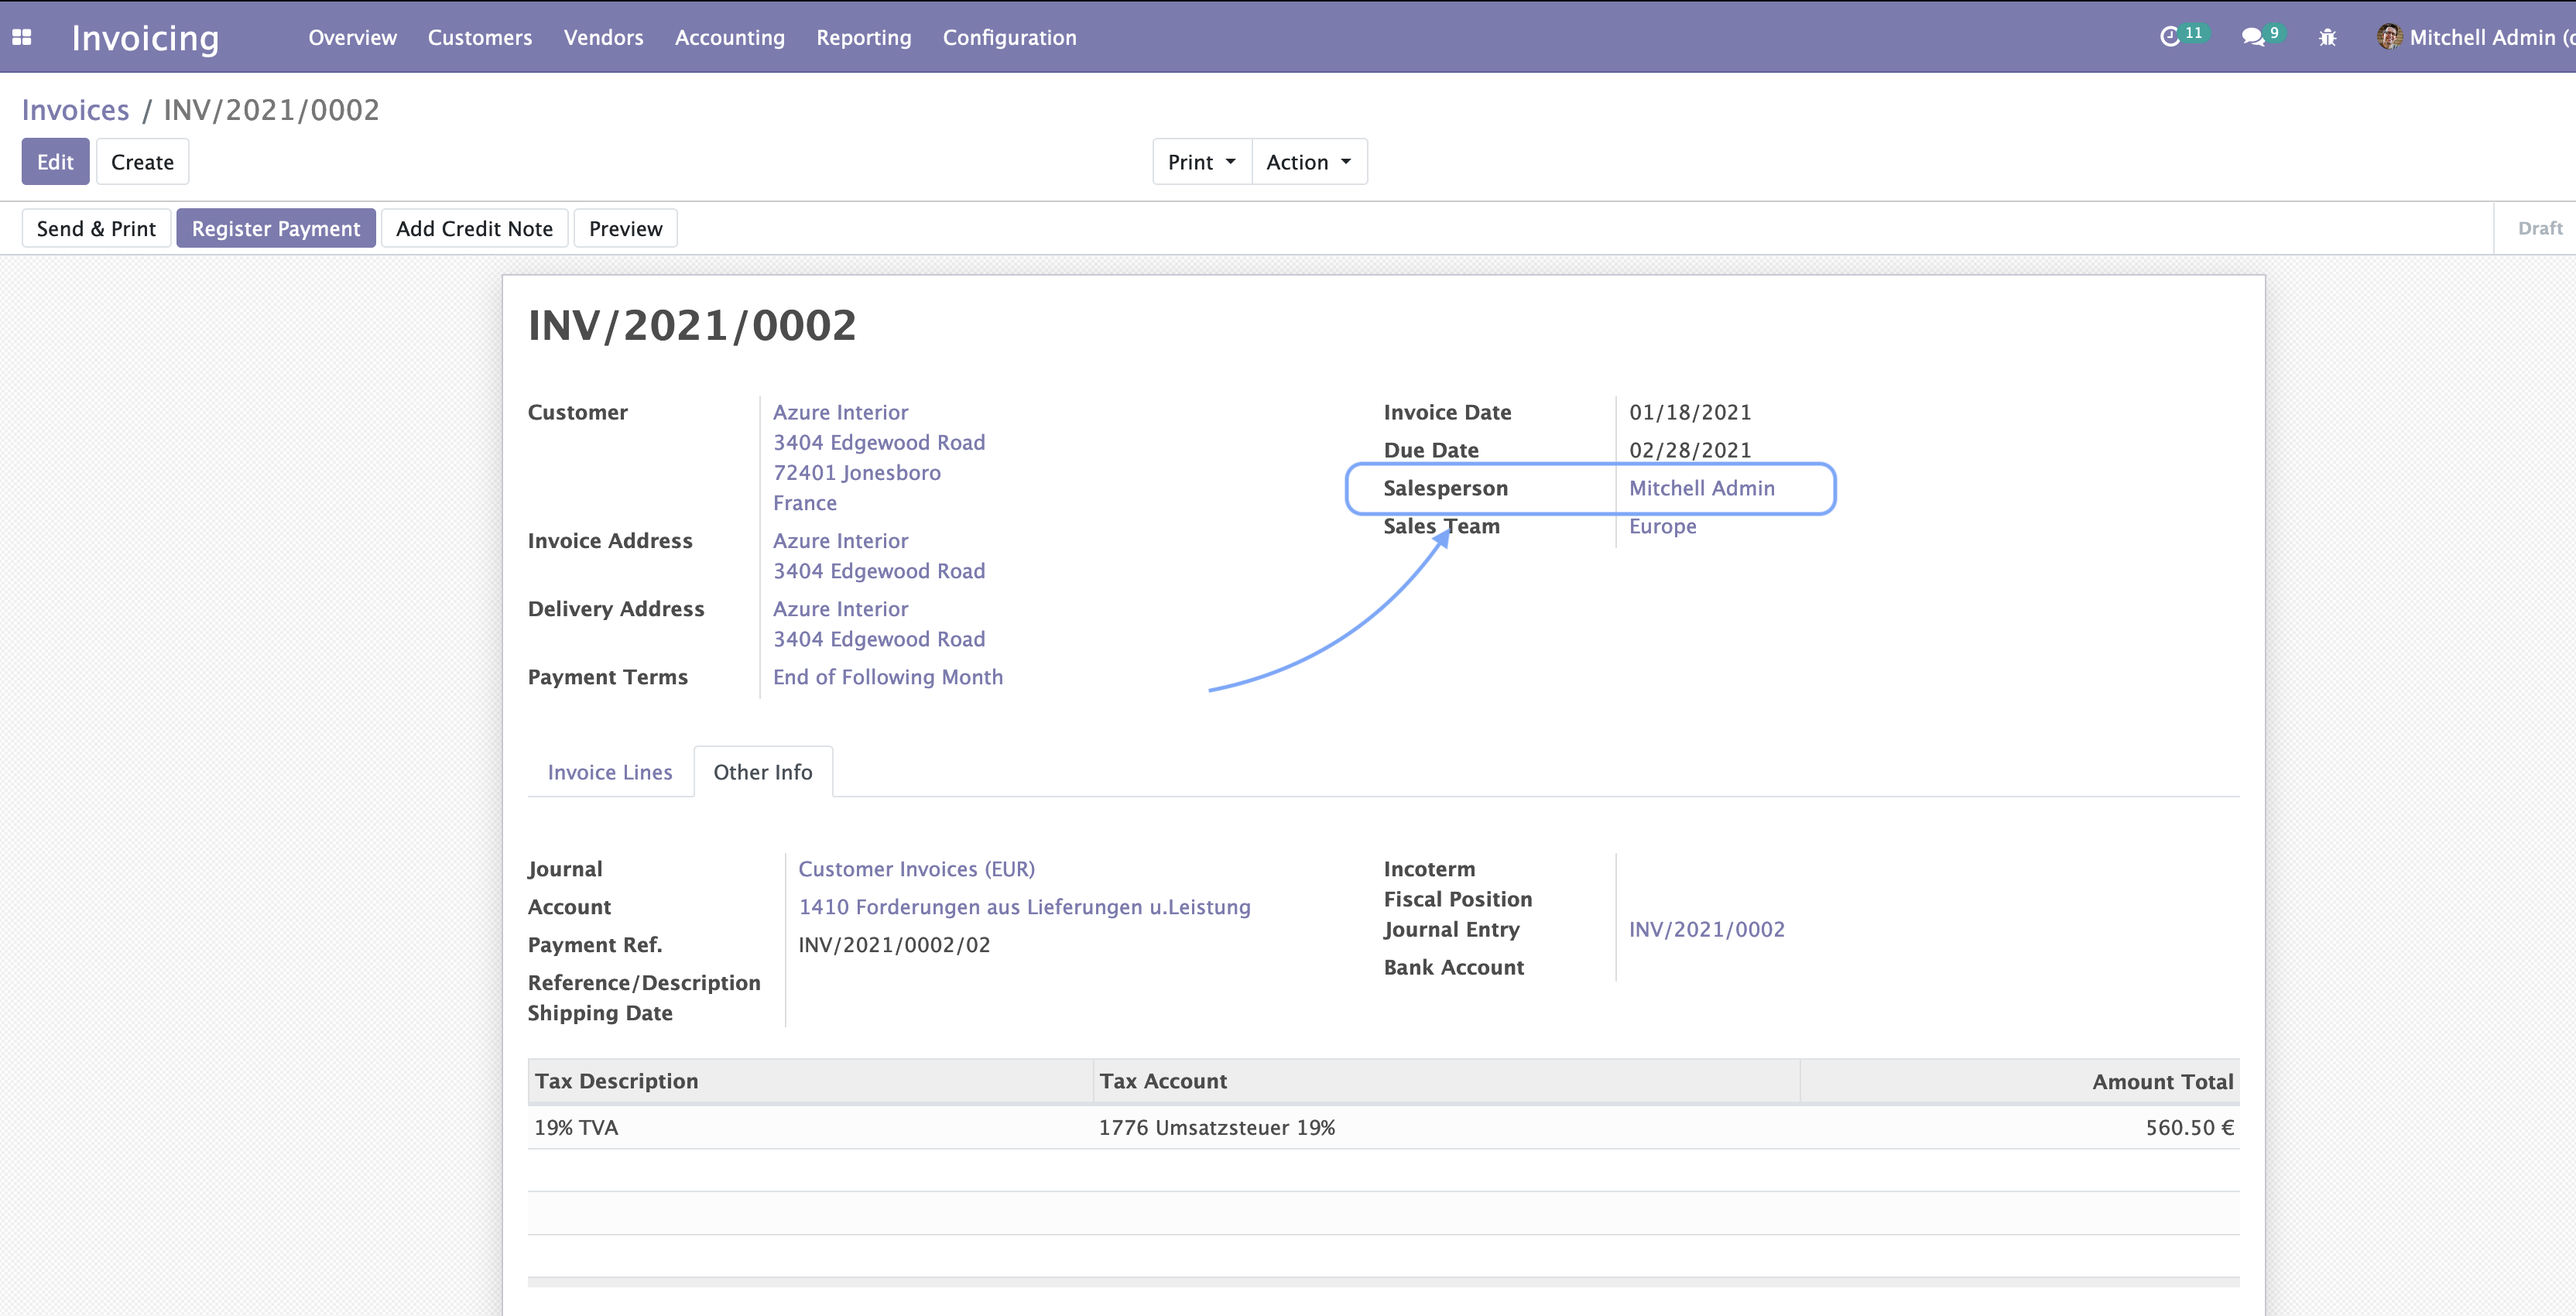 Invoicing Overview Customers Vendors Accounting Reporting Configuration 11 9 Mitchell Admin
Invoices / INV/2021/0002
Edit Create Print Action
Send & Print Register Payment Add Credit Note Preview Draft
INV/2021/0002
Customer Azure Interior
3404 Edgewood Road
72401 Jonesboro
France
Invoice Address Azure Interior
3404 Edgewood Road
Delivery Address Azure Interior
3404 Edgewood Road
Payment Terms End of Following Month
Invoice Date 01/18/2021
Due Date 02/28/2021
Salesperson Mitchell Admin
Sales Team Europe
Invoice Lines Other Info
Journal Customer Invoices (EUR)
Account 1410 Forderungen aus Lieferungen u.Leistung
Payment Ref. INV/2021/0002/02
Reference/Description
Shipping Date
Incoterm
Fiscal Position
Journal Entry INV/2021/0002
Bank Account
Tax Description Tax Account Amount Total
19% TVA 1776 Umsatzsteuer 19% 560.50 €